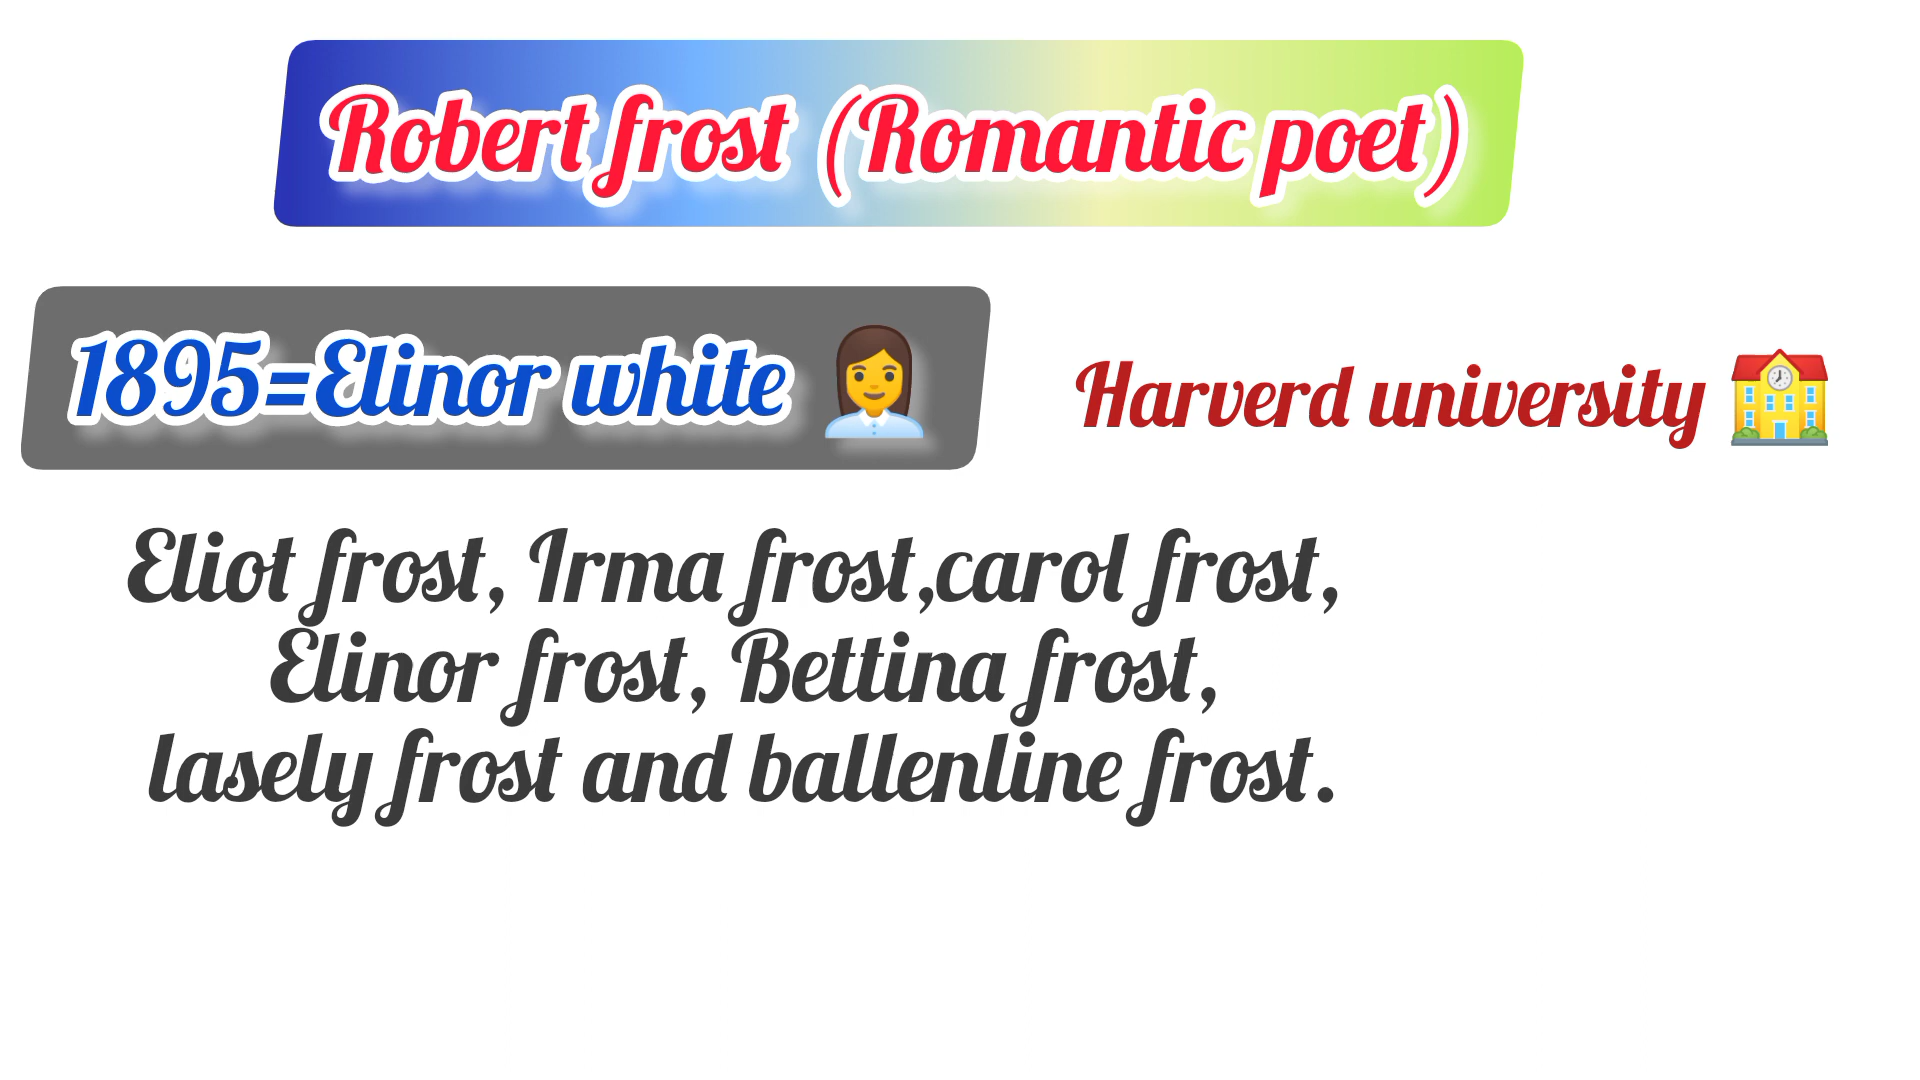 Robert frost (Romantic poet)
1895=Elinor white
Harverd university
Eliot frost, Irma frost,carol frost,
Elinor frost, Bettina frost,
lasely frost and ballenline frost.